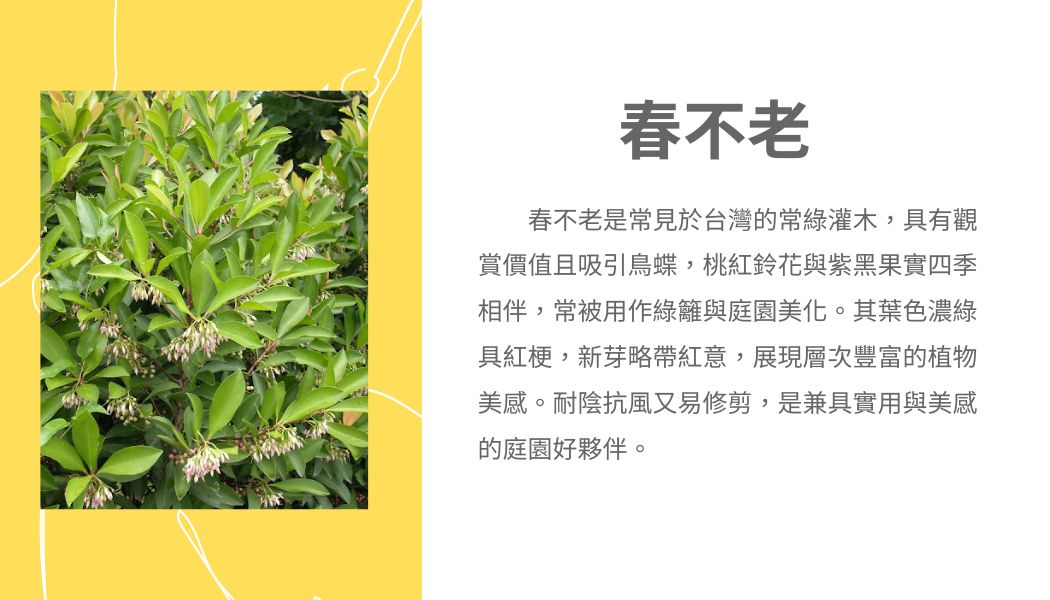 春不老
春不老是常見於台灣的常綠灌木，具有觀
賞價值且吸引鳥蝶，桃紅鈴花與紫黑果實四季
相伴，常被用作綠籬與庭園美化。其葉色濃綠
具紅梗，新芽略帶紅意，展現層次豐富的植物
美感。耐陰抗風又易修剪，是兼具實用與美感
的庭園好夥伴。